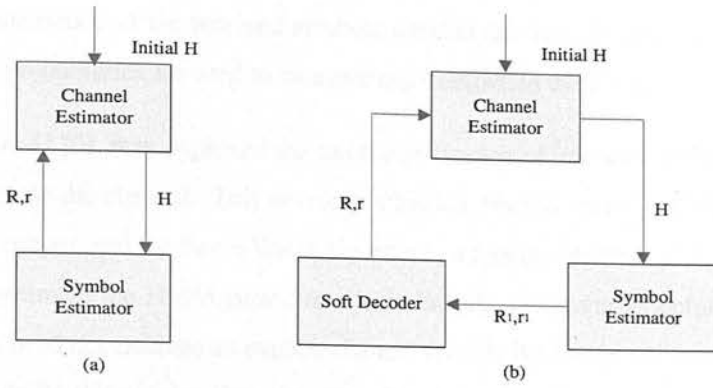 Initial H
Channel
Estimator
R,r
H
Symbol
Estimator
(a)
Initial H
Channel
Estimator
R,r
H
Soft Decoder
R1,r1
Symbol
Estimator
(b)